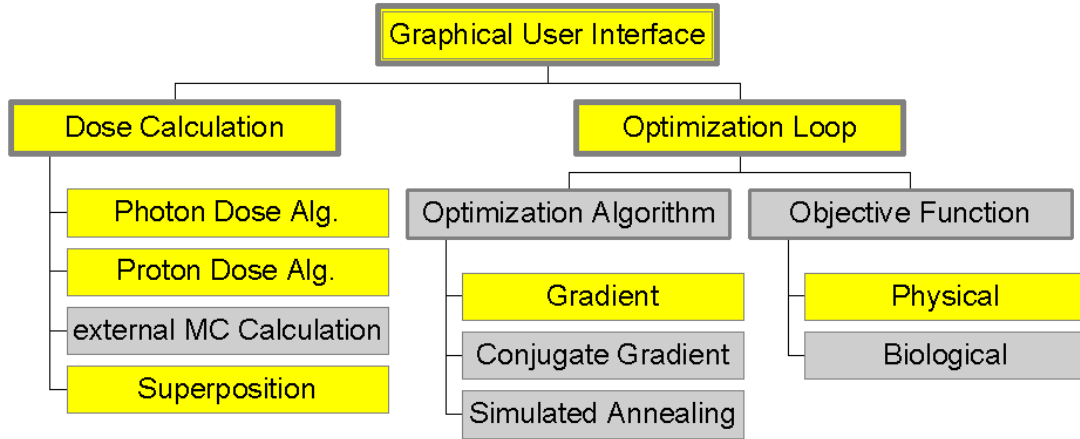 Graphical User Interface
Dose Calculation
Optimization Loop
Photon Dose Alg.
Proton Dose Alg.
external MC Calculation
Superposition
Optimization Algorithm
Gradient
Conjugate Gradient
Simulated Annealing
Objective Function
Physical
Biological